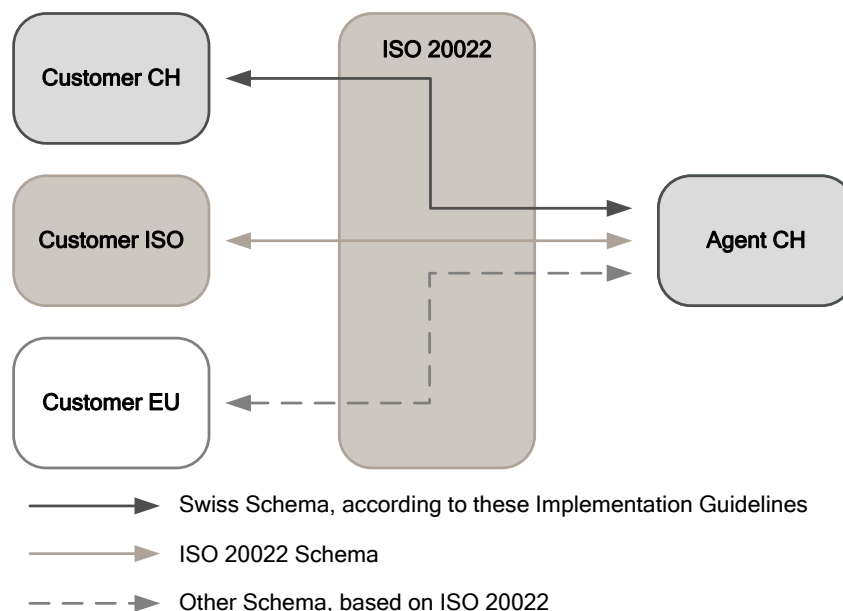 ISO 20022
Customer CH
Customer ISO
Agent CH
Customer EU
Swiss Schema, according to these Implementation Guidelines
ISO 20022 Schema
Other Schema, based on ISO 20022